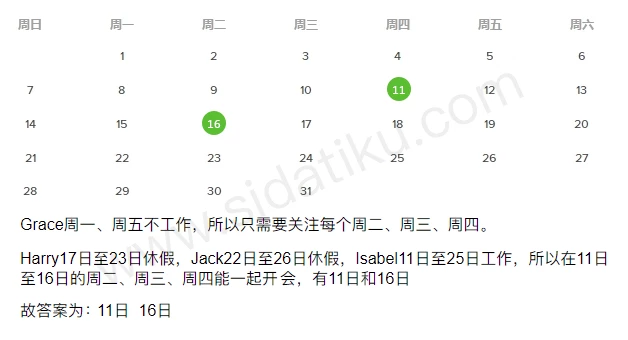 周日 周一 周二 周三 周四 周五 周六
1 2 3 4 5 6
7 8 9 10 11 12 13
14 15 16 17 18 19 20
21 22 23 24 25 26 27
28 29 30 31
Grace周一、周五不工作，所以只需要关注每个周二、周三、周四。
Harry17日至23日休假，Jack22日至26日休假，Isabel11日至25日工作，所以在11日
至16日的周二、周三、周四能一起开会，有11日和16日
故答案为：11日 16日
www.sidatiku.com